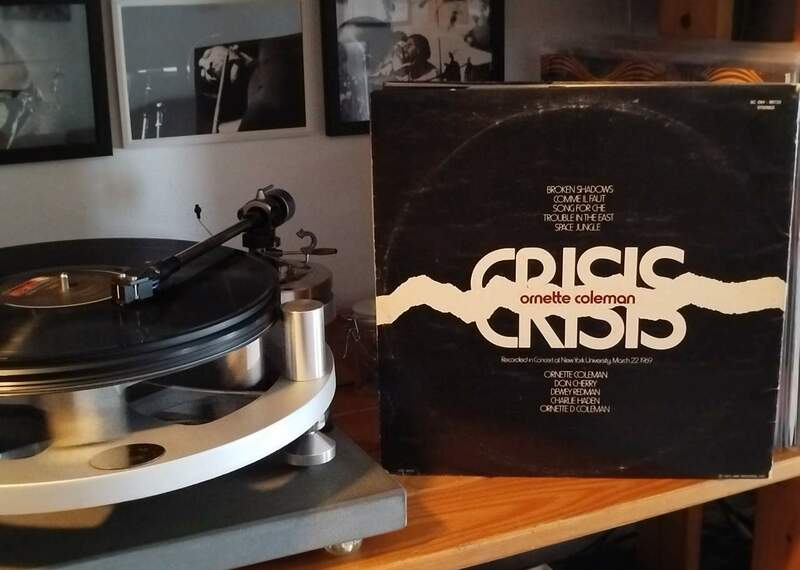 STEREO
BROKEN SHADOWS
COMME IL FAUT
SONG FOR CHE
TROUBLE IN THE EAST
SPACE JUNGLE
CRISIS
ornette coleman
CRISIS
Recorded in Concert at New York University, March 22 1969
ORNETTE COLEMAN
DON CHERRY
DEWEY REDMAN
CHARLIE HADEN
ORNETTE D COLEMAN